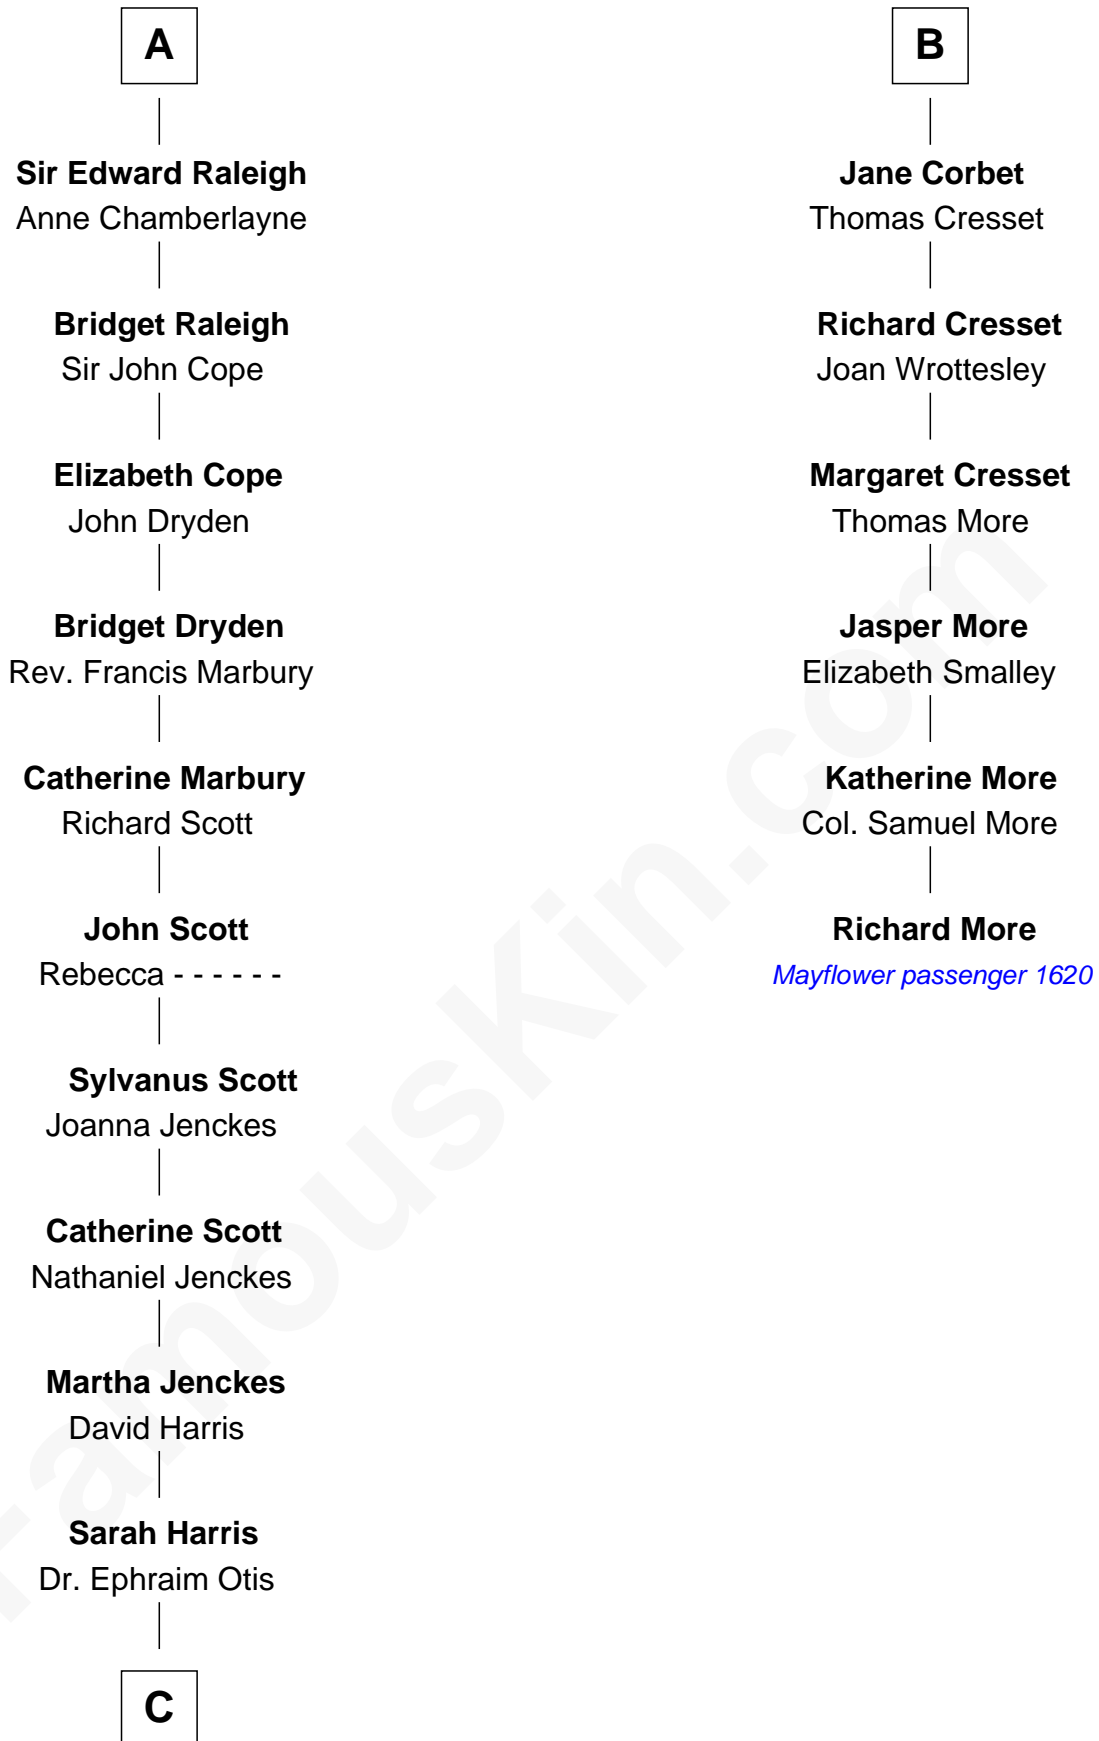 A
Sir Edward Raleigh
Anne Chamberlayne
Bridget Raleigh
Sir John Cope
Elizabeth Cope
John Dryden
Bridget Dryden
Rev. Francis Marbury
Catherine Marbury
Richard Scott
John Scott
Rebecca - - - - - -
Sylvanus Scott
Joanna Jenckes
Catherine Scott
Nathaniel Jenckes
Martha Jenckes
David Harris
Sarah Harris
Dr. Ephraim Otis
C
B
Jane Corbet
Thomas Cresset
Richard Cresset
Joan Wrottesley
Margaret Cresset
Thomas More
Jasper More
Elizabeth Smalley
Katherine More
Col. Samuel More
Richard More
Mayflower passenger 1620
FamousKin.com